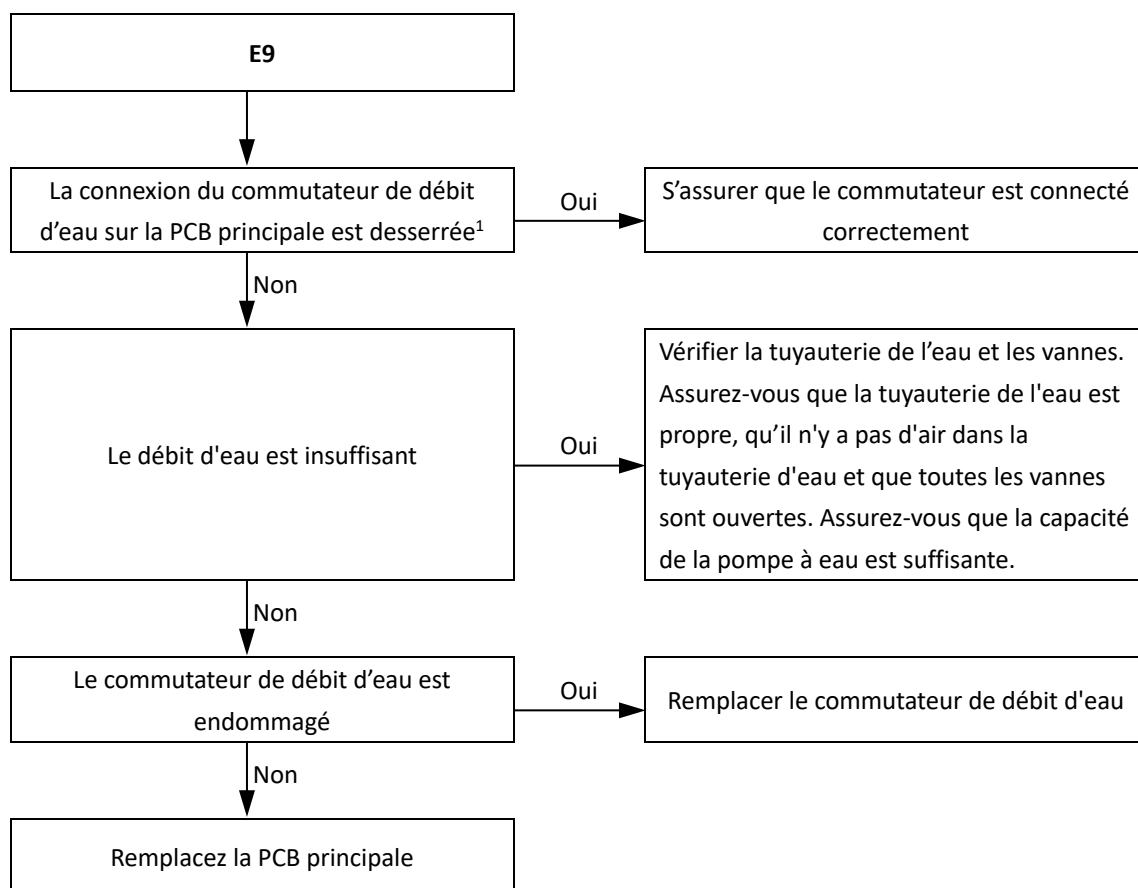 E9
La connexion du commutateur de débit
d’eau sur la PCB principale est desserrée¹
Oui
S’assurer que le commutateur est connecté
correctement
Non
Le débit d'eau est insuffisant
Oui
Vérifier la tuyauterie de l’eau et les vannes.
Assurez-vous que la tuyauterie de l'eau est
propre, qu’il n'y a pas d'air dans la
tuyauterie d'eau et que toutes les vannes
sont ouvertes. Assurez-vous que la capacité
de la pompe à eau est suffisante.
Non
Le commutateur de débit d’eau est
endommagé
Oui
Remplacer le commutateur de débit d'eau
Non
Remplacez la PCB principale